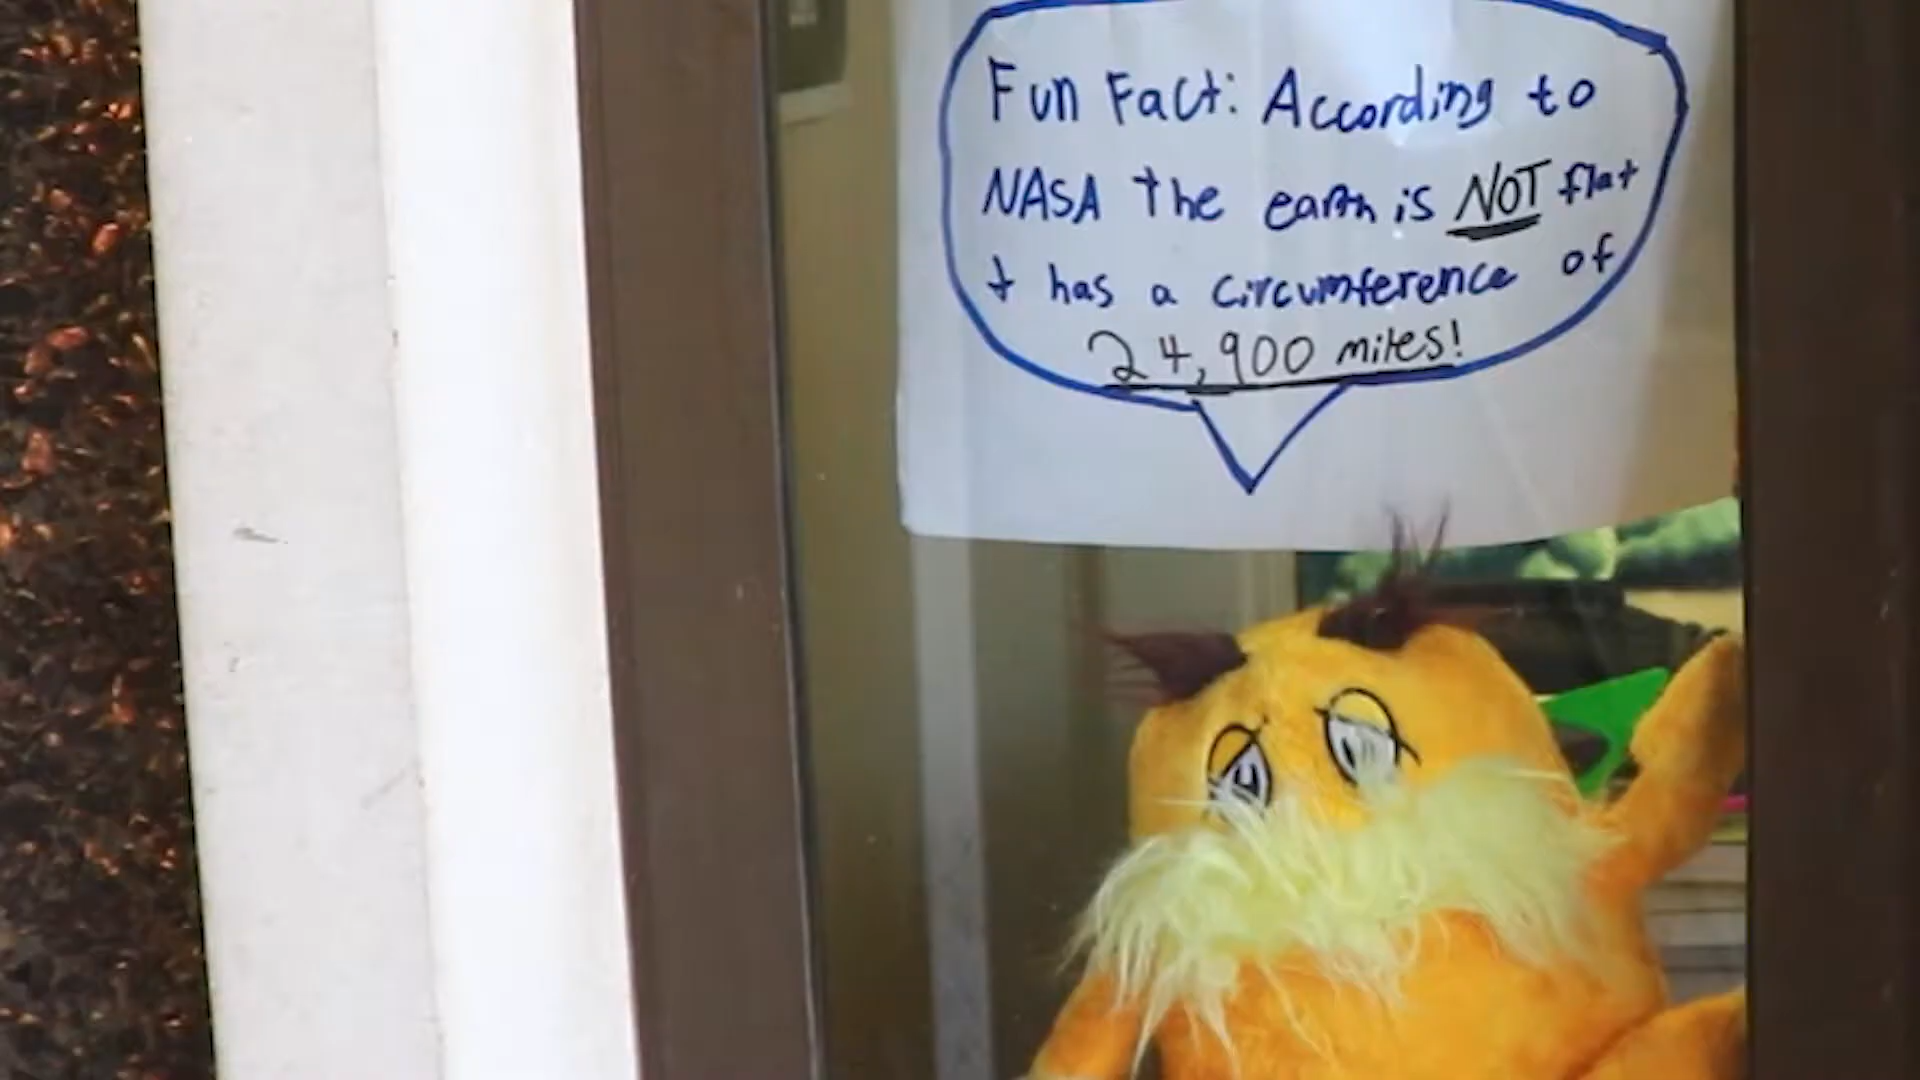 Fun Fact: According to
NASA the earth is NOT flat
+ has a circumference of
24,900 miles!